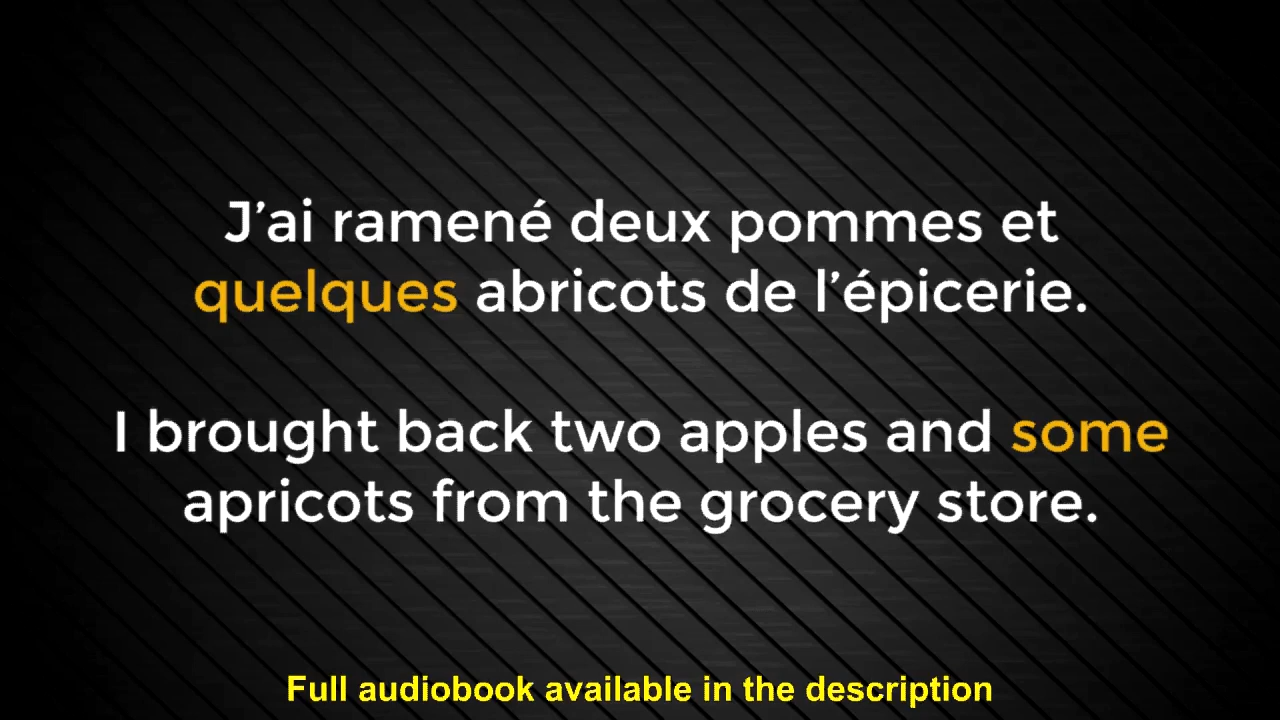 J’ai ramené deux pommes et
quelques abricots de l’épicerie.
I brought back two apples and some
apricots from the grocery store.
Full audiobook available in the description